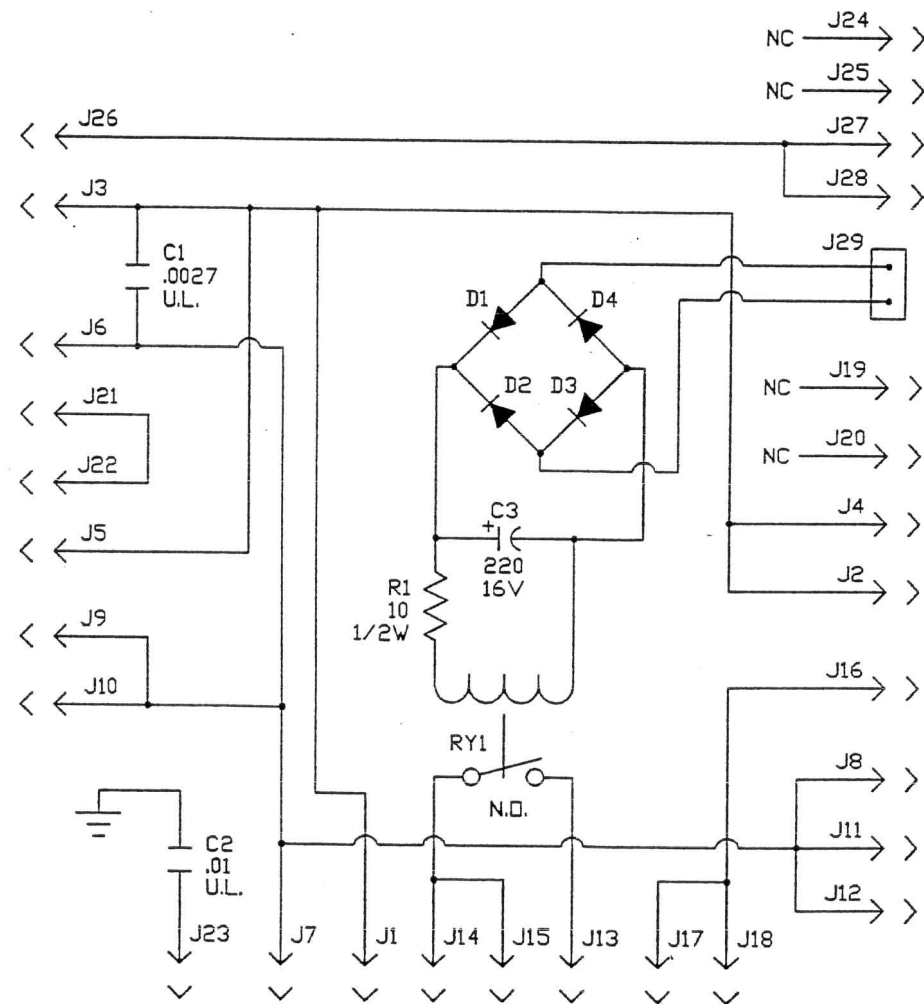 J24
NC
J25
NC
J26
J27
J28
J3
J29
C1
.0027
U.L.
D1
D4
J6
D2
D3
J19
NC
J21
J20
NC
J22
C3
+
220
16V
J4
J5
J2
R1
10
1/2W
J9
J16
J10
RY1
N.O.
J8
J11
J12
C2
.01
U.L.
J23
J7
J1
J14
J15
J13
J17
J18